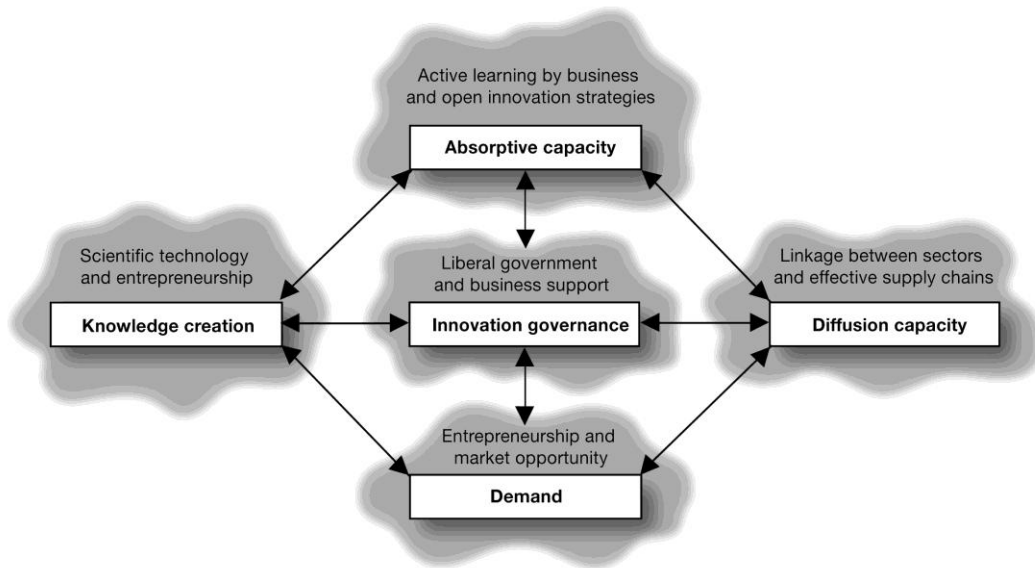 Active learning by business
and open innovation strategies
Absorptive capacity
Scientific technology
and entrepreneurship
Knowledge creation
Liberal government
and business support
Innovation governance
Linkage between sectors
and effective supply chains
Diffusion capacity
Entrepreneurship and
market opportunity
Demand